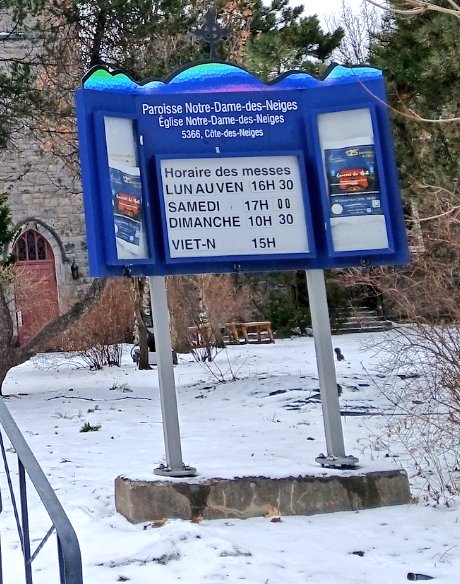 Paroisse Notre-Dame-des-Neiges
Église Notre-Dame-des-Neiges
5366, Côte-des-Neiges
Horaire des messes
LUN AU VEN 16H 30
SAMEDI 17H 00
DIMANCHE 10H 30
VIET-N 15H
125